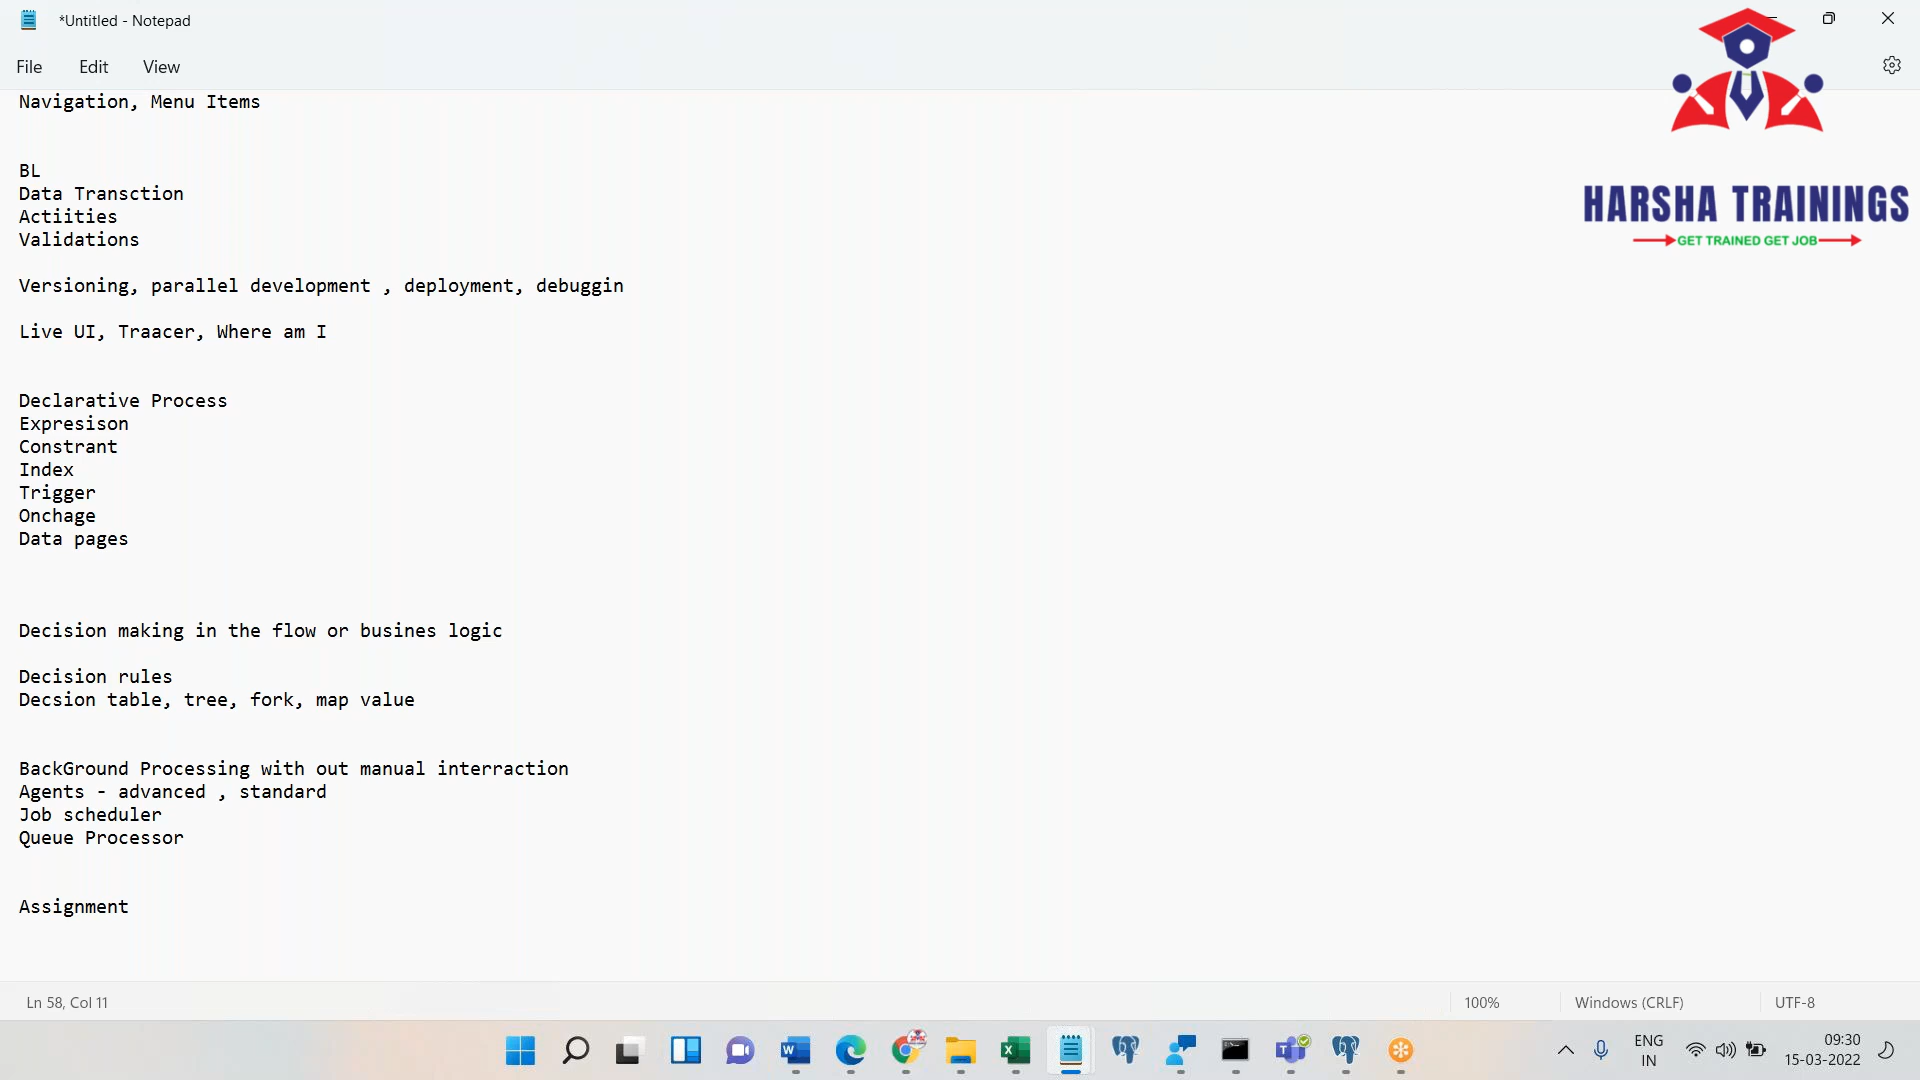 *Untitled - Notepad
File Edit View
Navigation, Menu Items
BL
Data Transction
Actiities
Validations
Versioning, parallel development , deployment, debuggin
Live UI, Traacer, Where am I
Declarative Process
Expresison
Constrant
Index
Trigger
Onchage
Data pages
Decision making in the flow or busines logic
Decision rules
Decsion table, tree, fork, map value
BackGround Processing with out manual interraction
Agents - advanced , standard
Job scheduler
Queue Processor
Assignment
HARSHA TRAININGS
GET TRAINED GET JOB
Ln 58, Col 11 100% Windows (CRLF) UTF-8
ENG
IN
09:30
15-03-2022